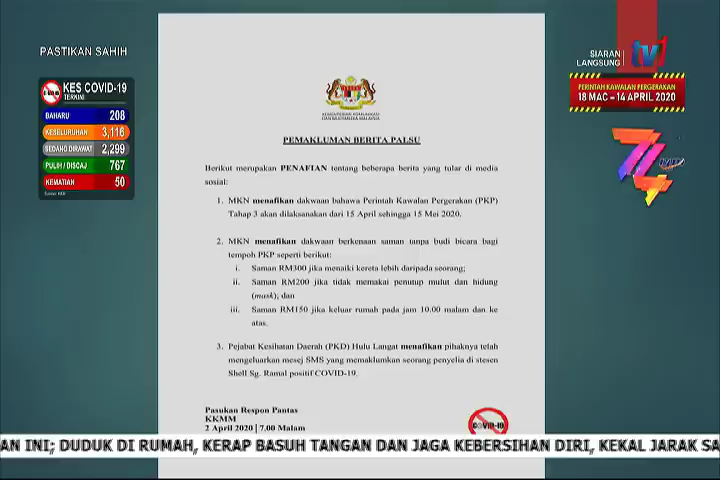 PASTIKAN SAHIH
KES COVID-19
TERKINI
BAHARU 208
KESELURUHAN 3,116
SEDANG DIRAWAT 2,299
PULIH / DISCAJ 767
KEMATIAN 50
KEMENTERIAN KOMUNIKASI
DAN MULTIMEDIA MALAYSIA
PEMAKLUMAN BERITA PALSU
Berikut merupakan PENAFIAN tentang beberapa berita yang tular di media
sosial:
1. MKN menafikan dakwaan bahawa Perintah Kawalan Pergerakan (PKP)
Tahap 3 akan dilaksanakan dari 15 April sehingga 15 Mei 2020.
2. MKN menafikan dakwaan berkenaan saman tanpa budi bicara bagi
tempoh PKP seperti berikut:
i. Saman RM300 jika menaiki kereta lebih daripada seorang;
ii. Saman RM200 jika tidak memakai penutup mulut dan hidung
(mask); dan
iii. Saman RM150 jika keluar rumah pada jam 10.00 malam dan ke
atas.
3. Pejabat Kesihatan Daerah (PKD) Hulu Langat menafikan pihaknya telah
mengeluarkan mesej SMS yang memaklumkan seorang penyelia di stesen
Shell Sg. Ramal positif COVID-19.
Pasukan Respon Pantas
KKMM
2 April 2020 | 7.00 Malam
COVID-19
SIARAN
LANGSUNG
tv1
PERINTAH KAWALAN PERGERAKAN
18 MAC – 14 APRIL 2020
AN INI; DUDUK DI RUMAH, KERAP BASUH TANGAN DAN JAGA KEBERSIHAN DIRI, KEKAL JARAK SA